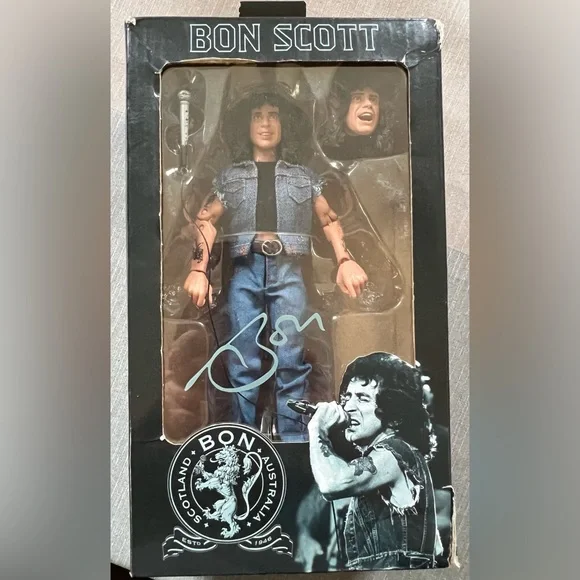 BON SCOTT
Bon
BON
SCOTLAND • AUSTRALIA
ESTD 1946